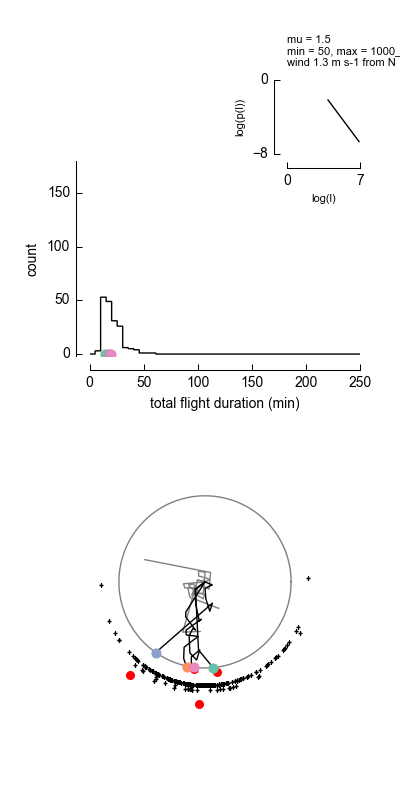 mu = 1.5
min = 50, max = 1000_
wind 1.3 m s-1 from N
0
log(p(l))
−8
0
7
log(l)
150
100
50
0
count
0
50
100
150
200
250
total flight duration (min)